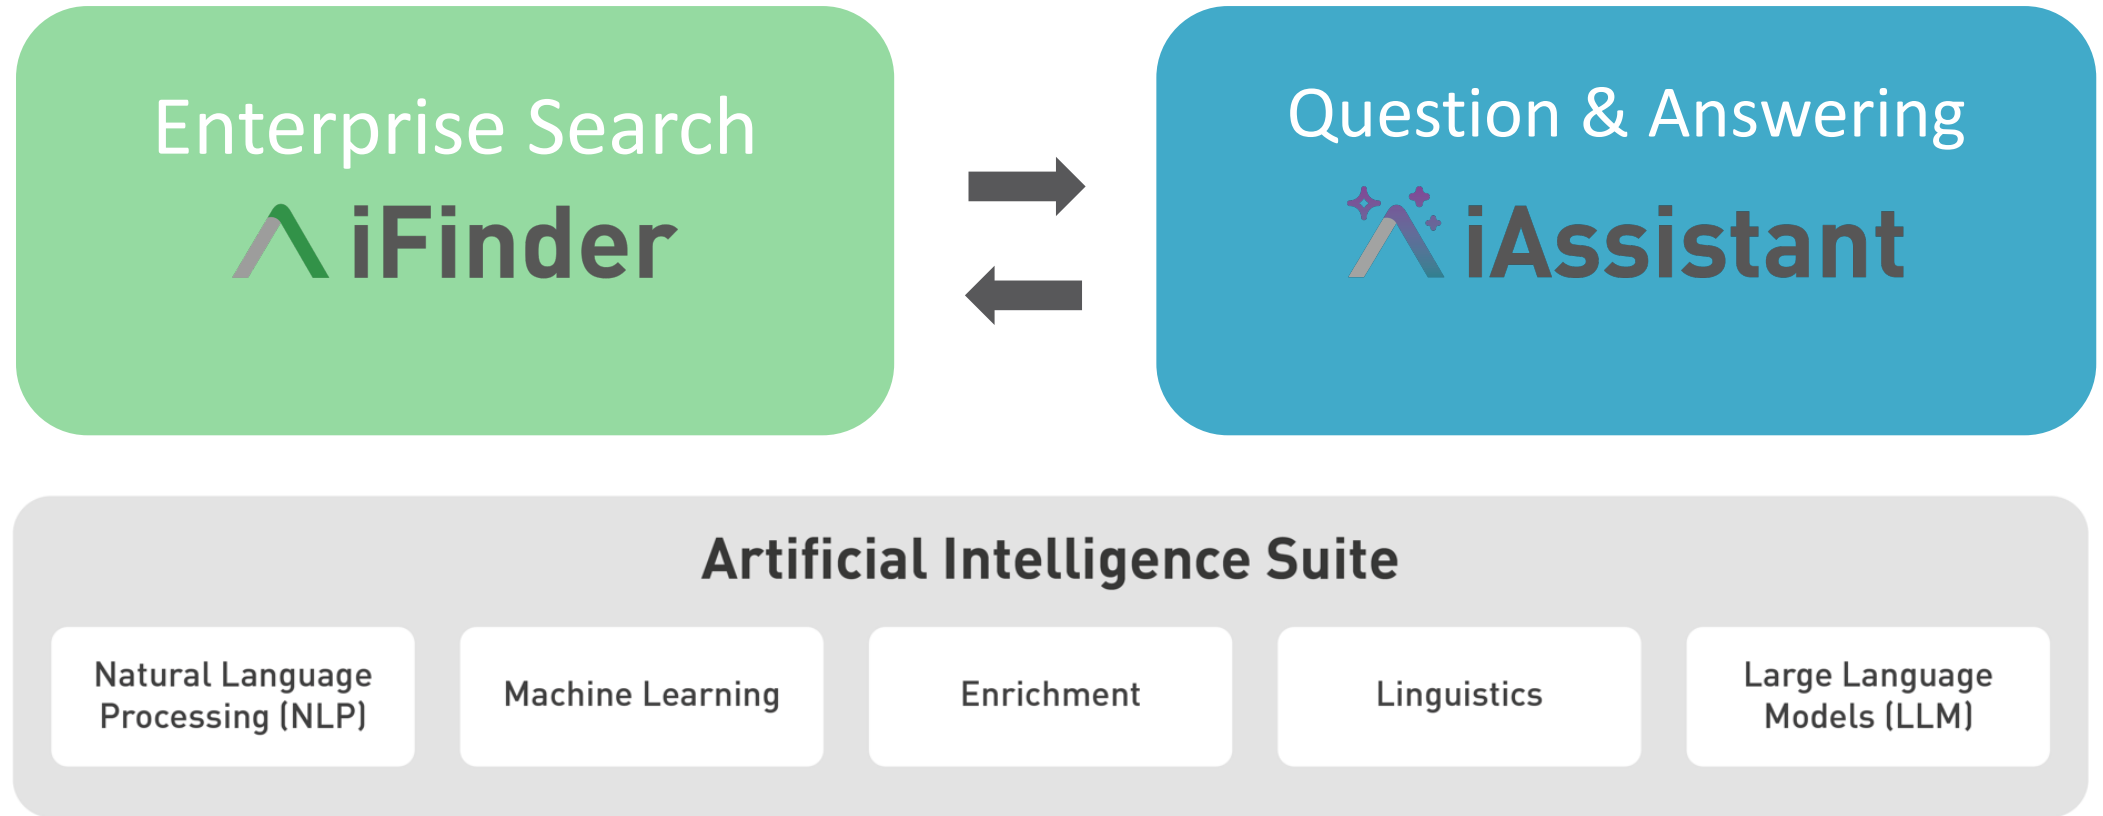 Enterprise Search
iFinder
Question & Answering
iAssistant
Artificial Intelligence Suite
Natural Language
Processing (NLP)
Machine Learning
Enrichment
Linguistics
Large Language
Models (LLM)